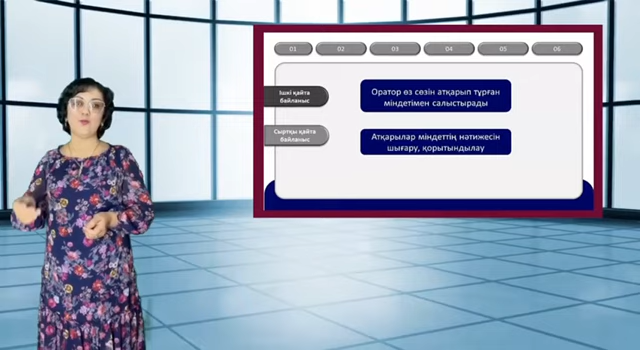 01 02 03 04 05 06
Ішкі қайта
байланыс
Оратор өз сөзін атқарып тұрған
міндетімен салыстырады
Сыртқы қайта
байланыс
Атқарылар міндеттің нәтижесін
шығару, қорытындылау